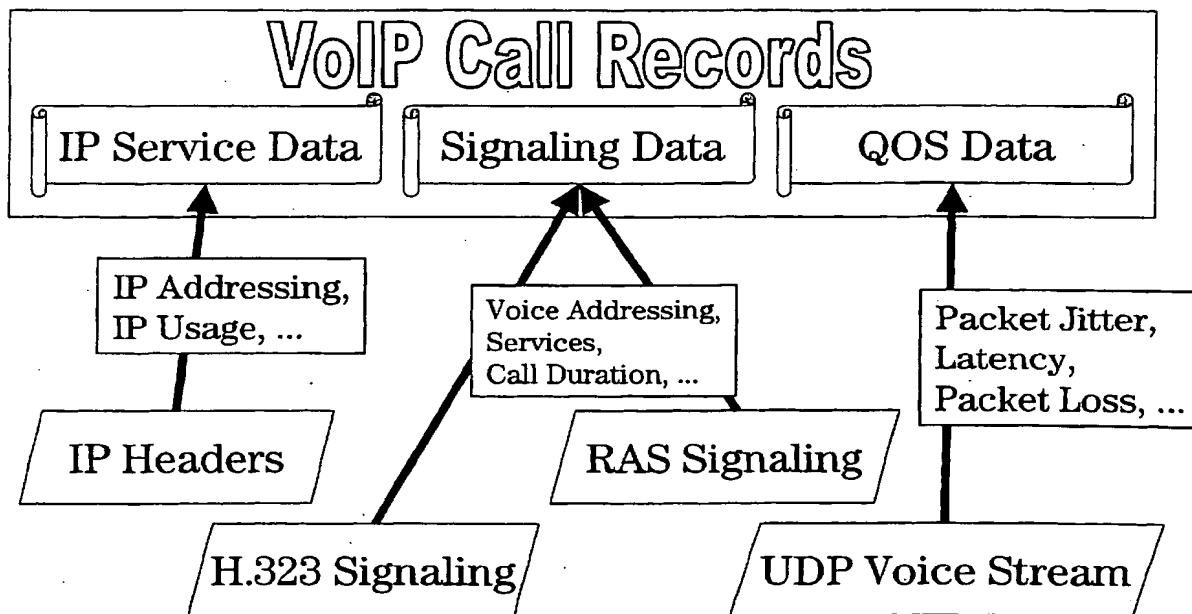 VoIP Call Records
IP Service Data
Signaling Data
QOS Data
IP Addressing,
IP Usage, ...
Voice Addressing,
Services,
Call Duration, ...
Packet Jitter,
Latency,
Packet Loss, ...
IP Headers
RAS Signaling
H.323 Signaling
UDP Voice Stream